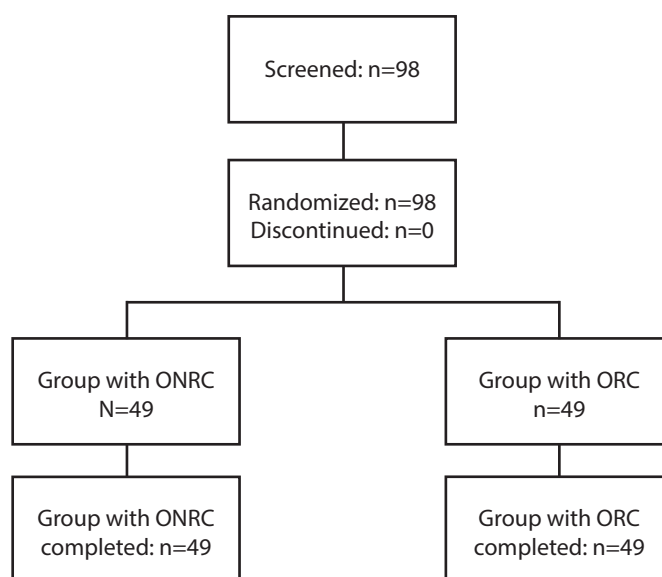 Screened: n=98
Randomized: n=98
Discontinued: n=0
Group with ONRC
N=49
Group with ORC
n=49
Group with ONRC
completed: n=49
Group with ORC
completed: n=49